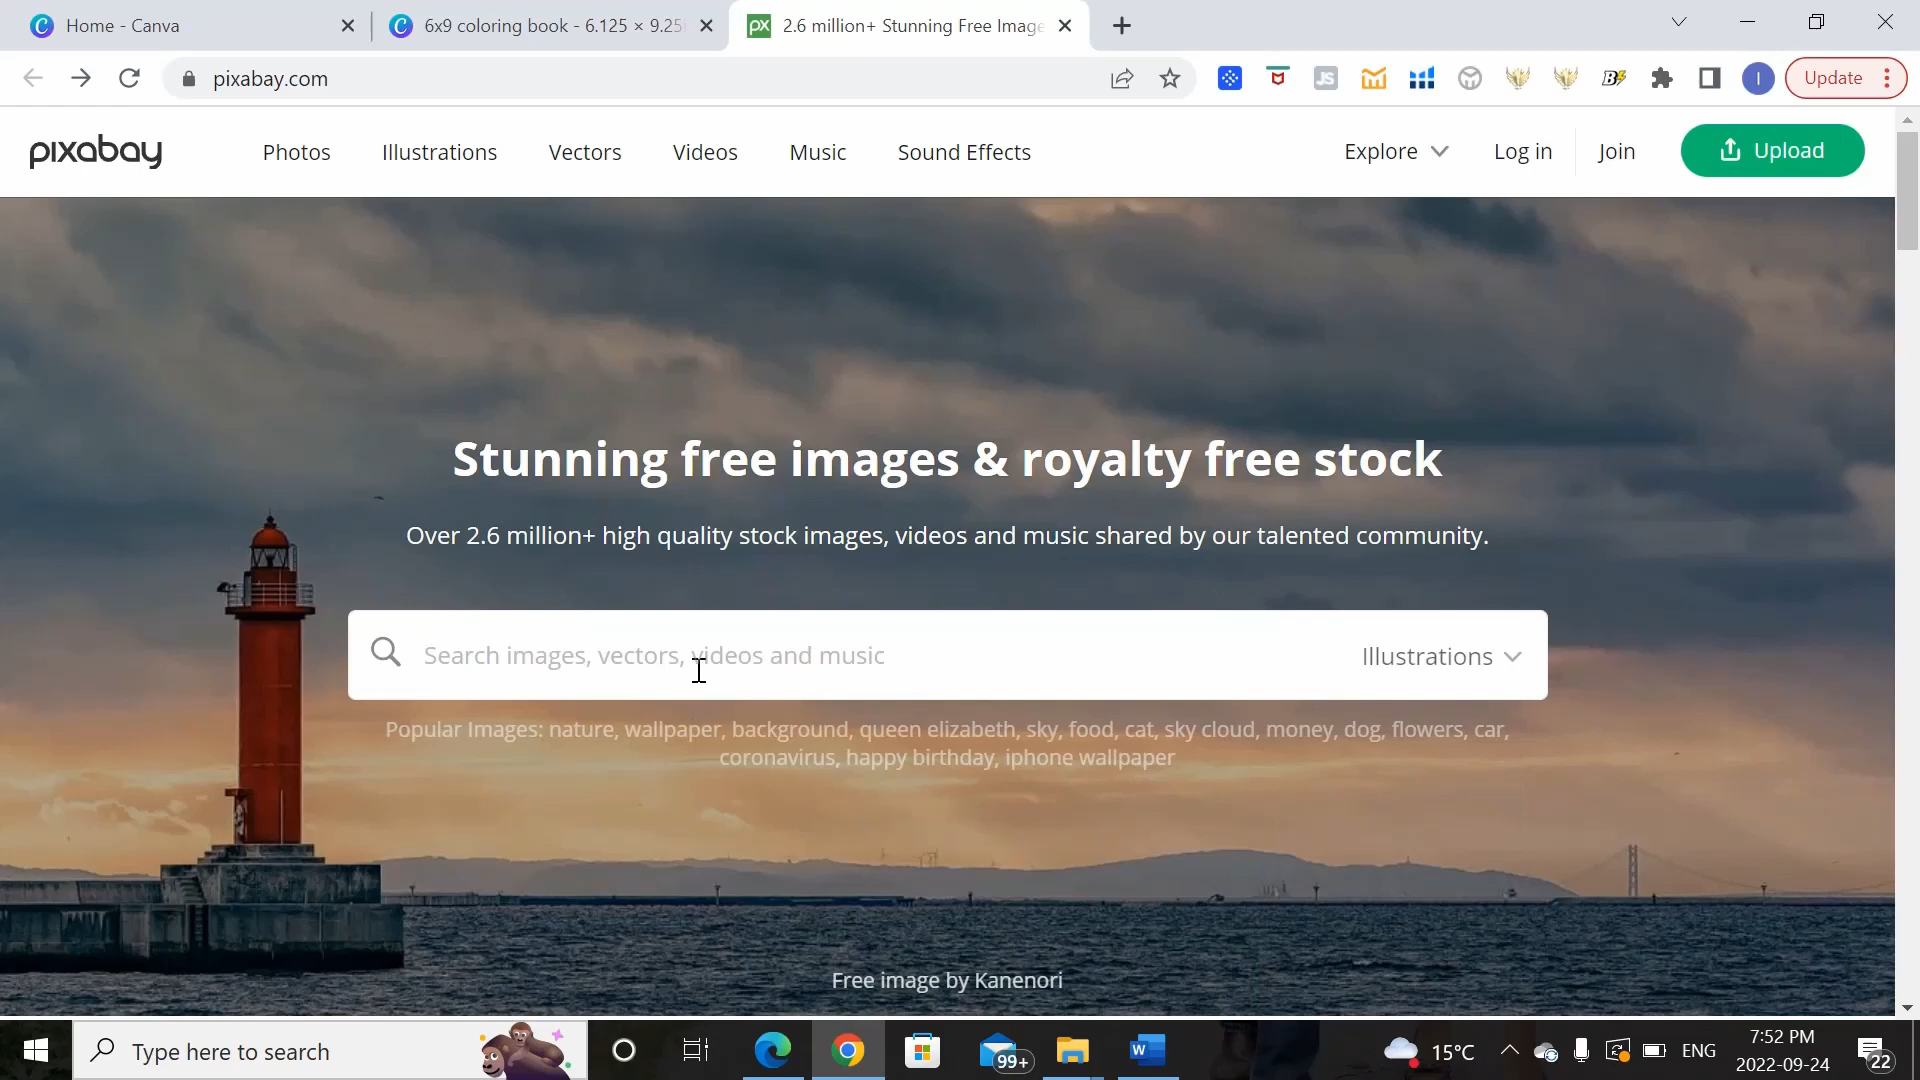 Home - Canva
6x9 coloring book - 6.125 × 9.25
2.6 million+ Stunning Free Image
pixabay.com
JS
B
I
Update
pixabay
Photos
Illustrations
Vectors
Videos
Music
Sound Effects
Explore
Log in
Join
Upload
Stunning free images & royalty free stock
Over 2.6 million+ high quality stock images, videos and music shared by our talented community.
Search images, vectors, videos and music
Illustrations
Popular Images: nature, wallpaper, background, queen elizabeth, sky, food, cat, sky cloud, money, dog, flowers, car,
coronavirus, happy birthday, iphone wallpaper
Free image by Kanenori
Type here to search
99+
W
15°C
ENG
7:52 PM
2022-09-24
22